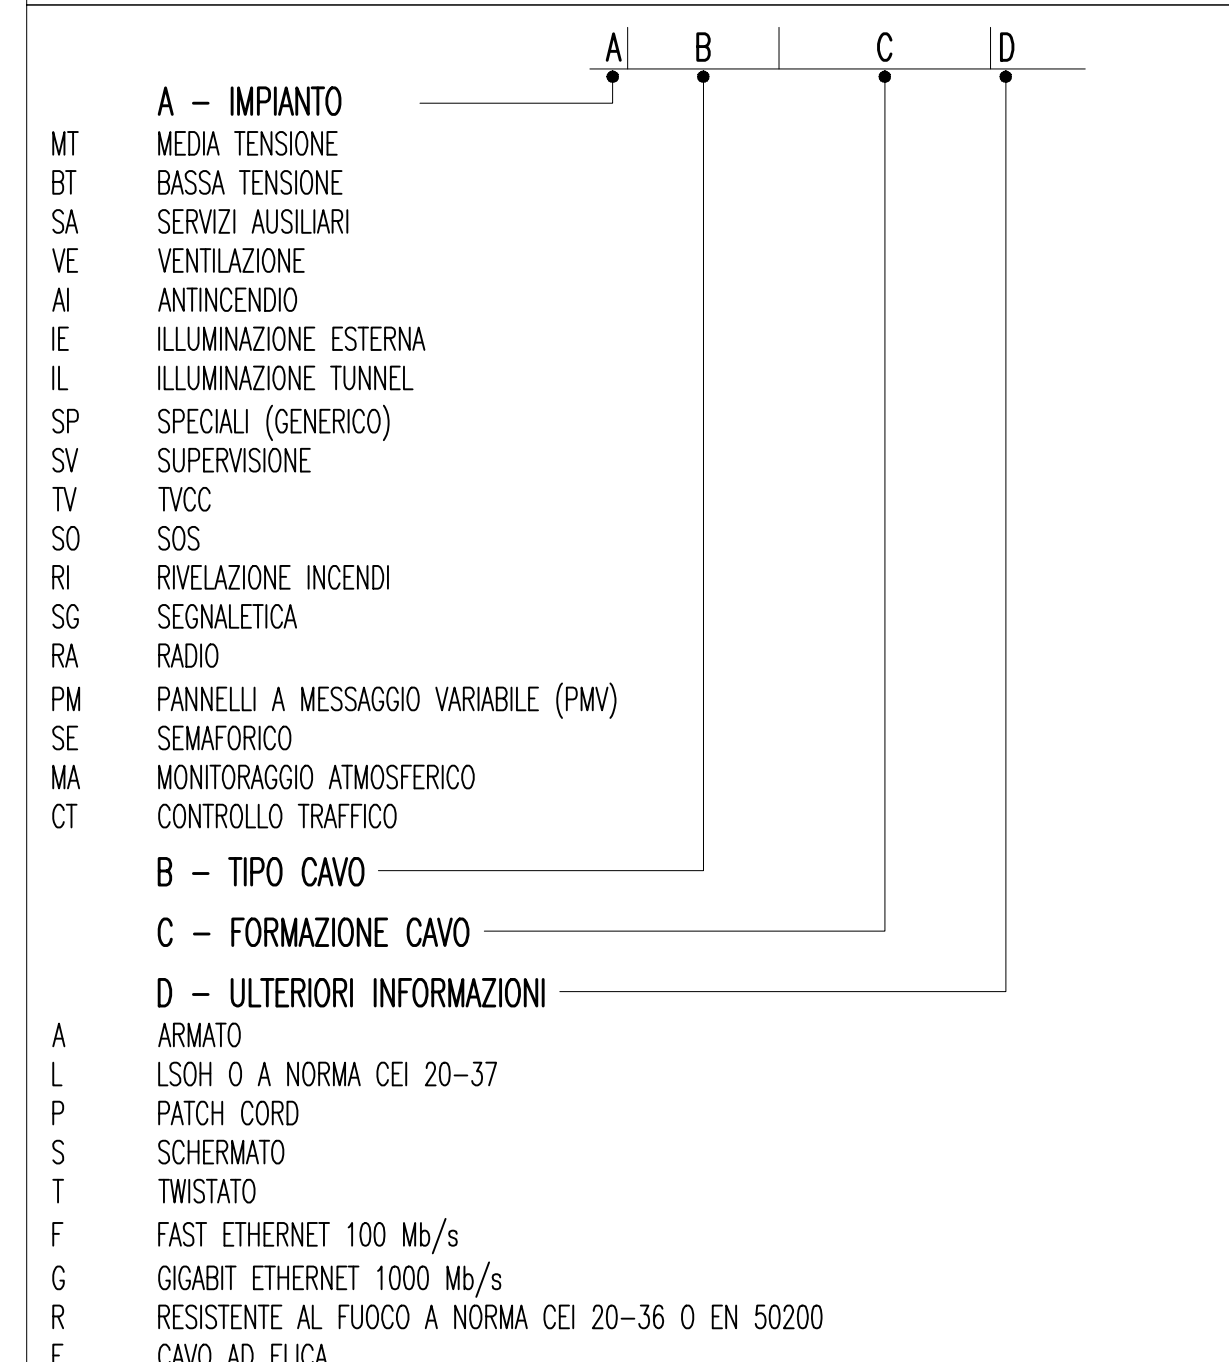 A B C D
A – IMPIANTO
MT MEDIA TENSIONE
BT BASSA TENSIONE
SA SERVIZI AUSILIARI
VE VENTILAZIONE
AI ANTINCENDIO
IE ILLUMINAZIONE ESTERNA
IL ILLUMINAZIONE TUNNEL
SP SPECIALI (GENERICO)
SV SUPERVISIONE
TV TVCC
SO SOS
RI RIVELAZIONE INCENDI
SG SEGNALETICA
RA RADIO
PM PANNELLI A MESSAGGIO VARIABILE (PMV)
SE SEMAFORICO
MA MONITORAGGIO ATMOSFERICO
CT CONTROLLO TRAFFICO
B – TIPO CAVO
C – FORMAZIONE CAVO
D – ULTERIORI INFORMAZIONI
A ARMATO
L LSOH O A NORMA CEI 20–37
P PATCH CORD
S SCHERMATO
T TWISTATO
F FAST ETHERNET 100 Mb/s
G GIGABIT ETHERNET 1000 Mb/s
R RESISTENTE AL FUOCO A NORMA CEI 20–36 O EN 50200
CAVO AD ELICA